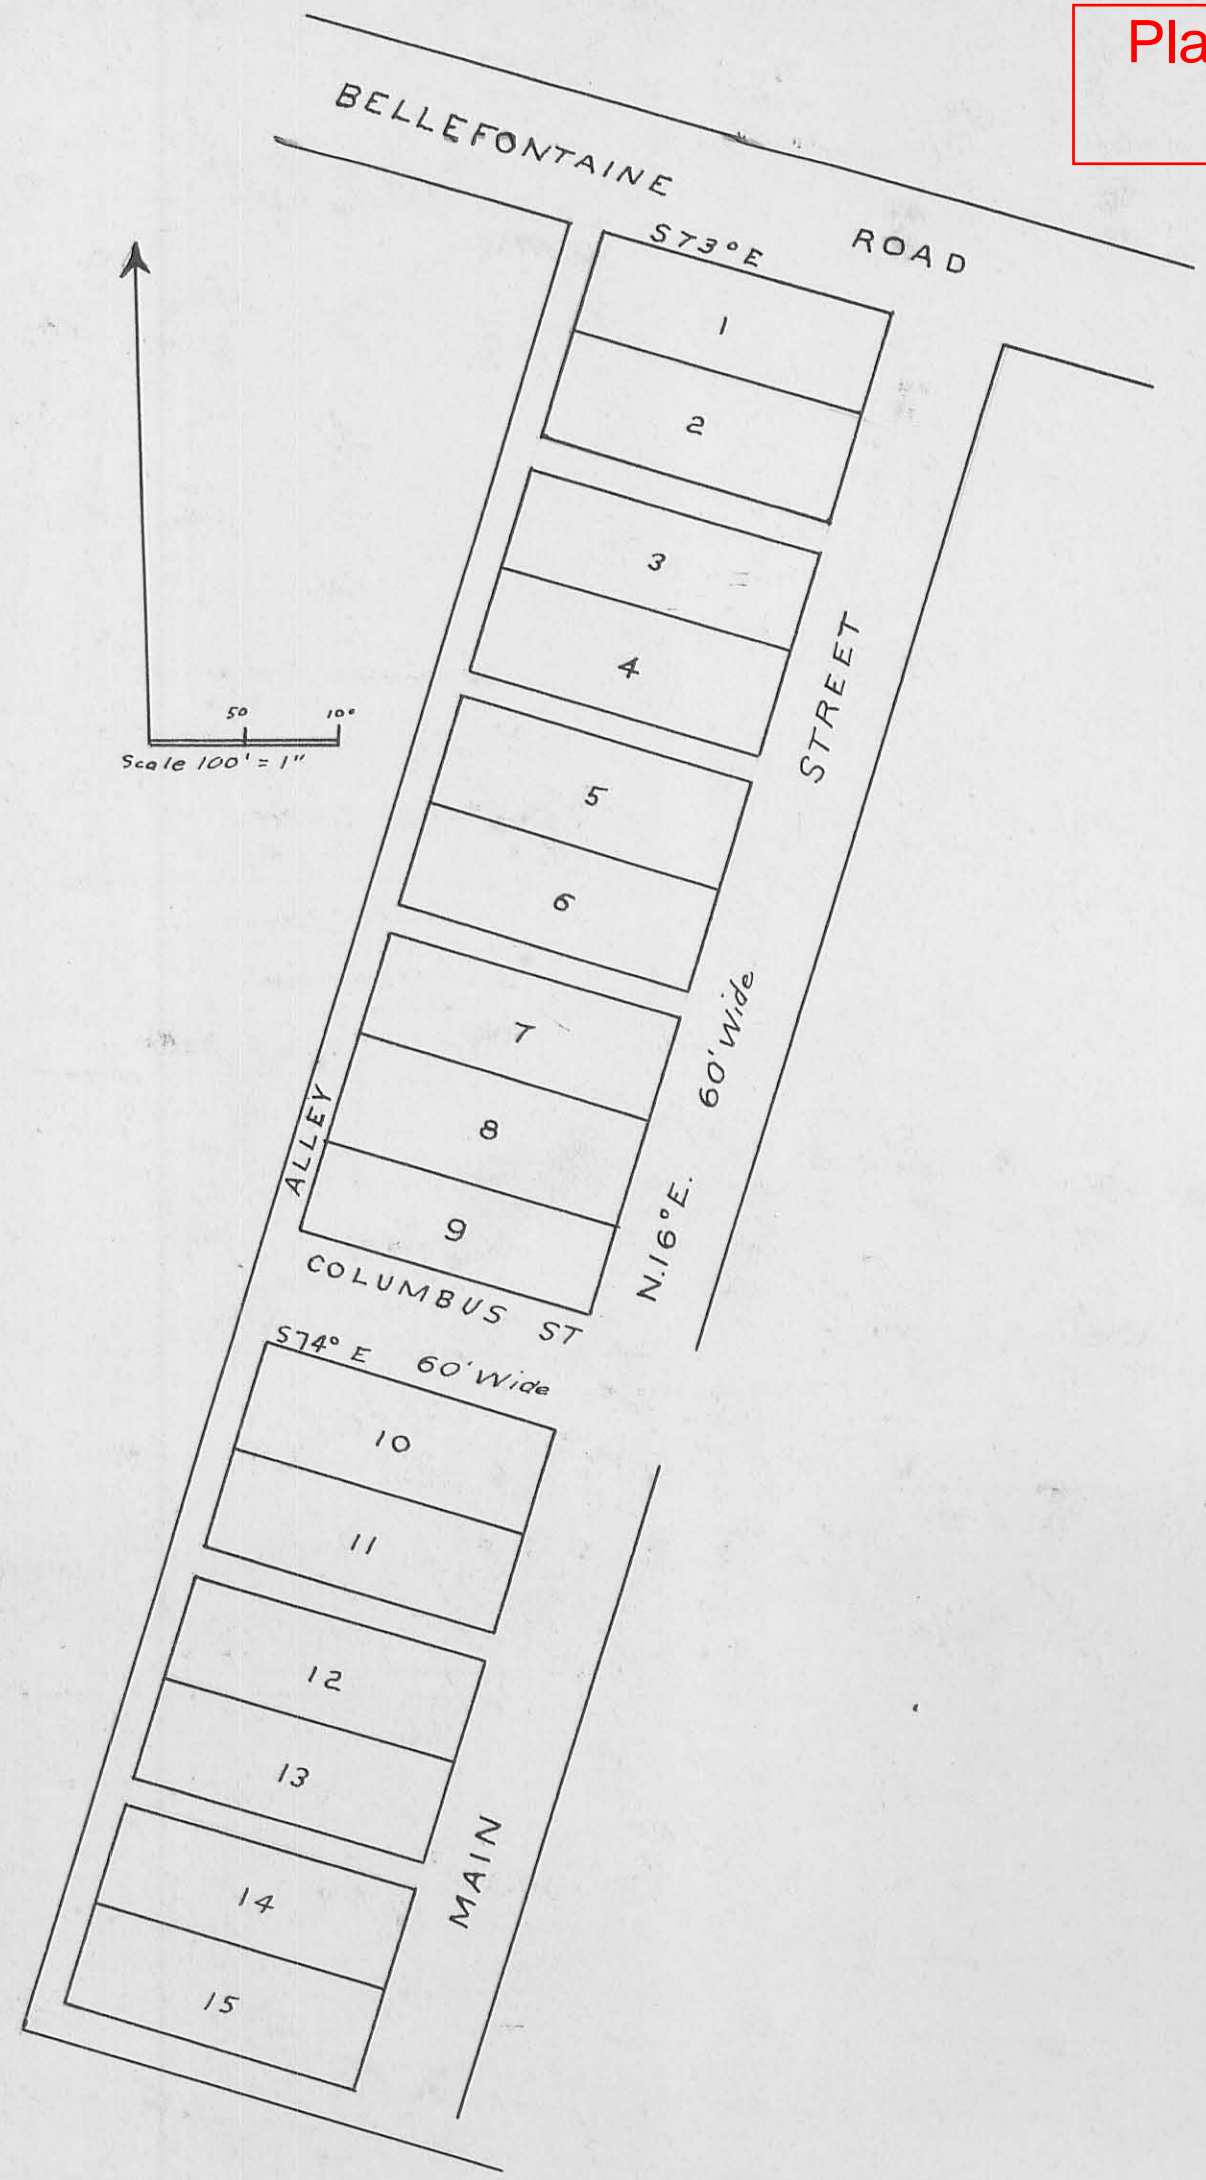 Pla
BELLEFONTAINE ROAD
S73°E
1
2
3
4
STREET
50 100
Scale 100' = 1"
5
6
60' Wide
7
8
9
ALLEY
N.16°E.
COLUMBUS ST
S74°E 60' Wide
10
11
12
13
MAIN
14
15